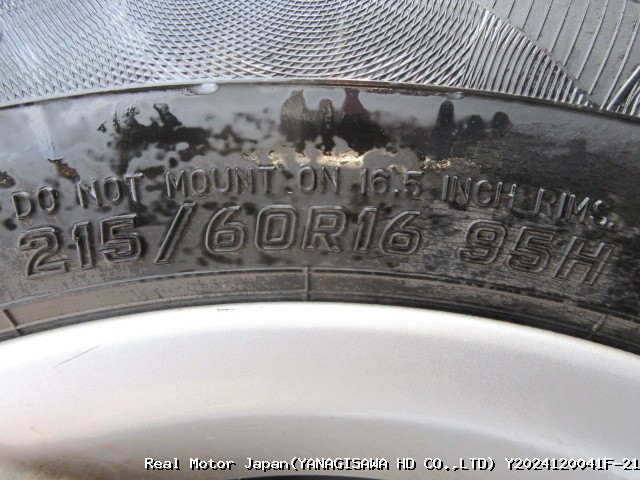 DO NOT MOUNT ON 16.5 INCH RIMS.
215/60R16 95H
Real Motor Japan(YANAGISAWA HD CO.,LTD) Y2024120041F-21